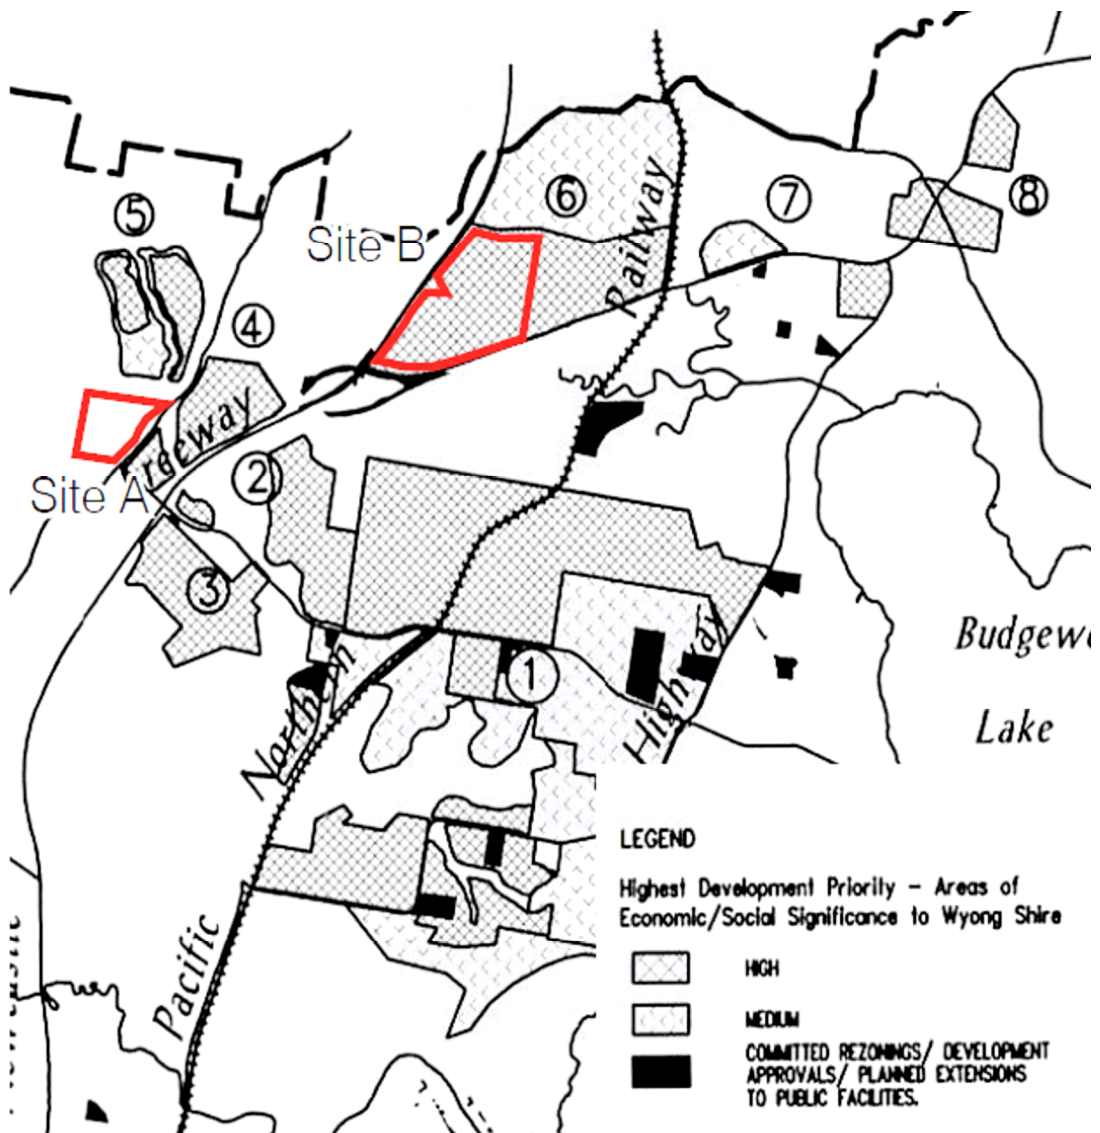 5
6
7
8
Site B
Railway
4
Freeway
2
Site A
3
Budgew
Lake
1
Northern
Highway
Pacific
LEGEND
Highest Development Priority - Areas of
Economic/Social Significance to Wyong Shire
HIGH
MEDIUM
COMMITTED REZONINGS/ DEVELOPMENT
APPROVALS/ PLANNED EXTENSIONS
TO PUBLIC FACILITIES.